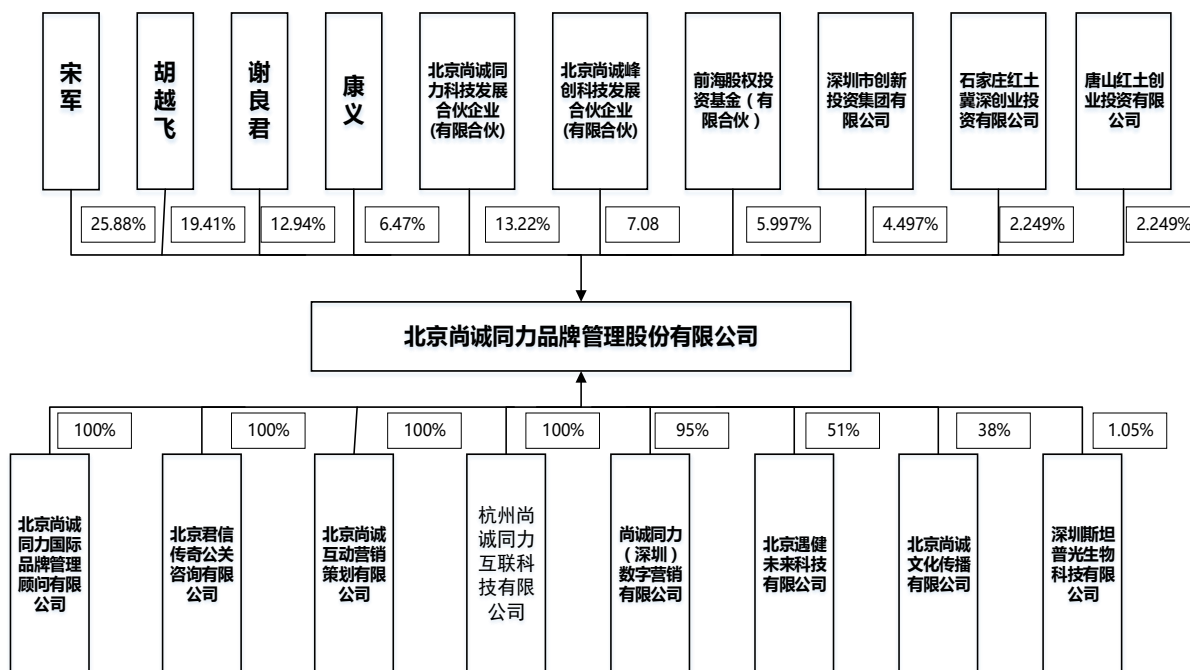 宋
军
胡
越
飞
谢
良
君
康
义
北京尚诚同
力科技发展
合伙企业
(有限合伙)
北京尚诚峰
创科技发展
合伙企业
(有限合伙)
前海股权投
资基金（有
限合伙）
深圳市创新
投资集团有
限公司
石家庄红土
冀深创业投
资有限公司
唐山红土创
业投资有限
公司
25.88%
19.41%
12.94%
6.47%
13.22%
7.08
5.997%
4.497%
2.249%
2.249%
北京尚诚同力品牌管理股份有限公司
100%
100%
100%
100%
95%
51%
38%
1.05%
北京尚诚
同力国际
品牌管理
顾问有限
公司
北京君信
传奇公关
咨询有限
公司
北京尚诚
互动营销
策划有限
公司
杭州尚
诚同力
互联科
技有限
公司
尚诚同力
（深圳）
数字营销
有限公司
北京遇健
未来科技
有限公司
北京尚诚
文化传播
有限公司
深圳斯坦
普光生物
科技有限
公司